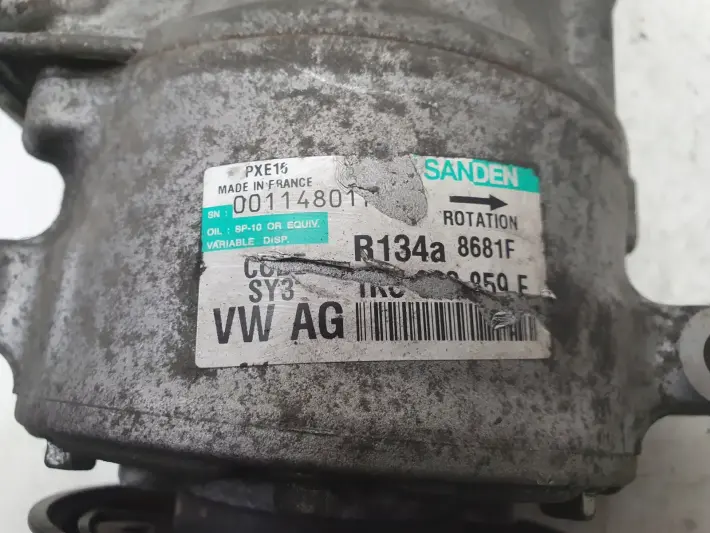 PXE16
SANDEN
MADE IN FRANCE
SN: 00114801
ROTATION
OIL : SP-10 OR EQUIV.
VARIABLE DISP.
R134a 8681F
SY3
859
VW AG